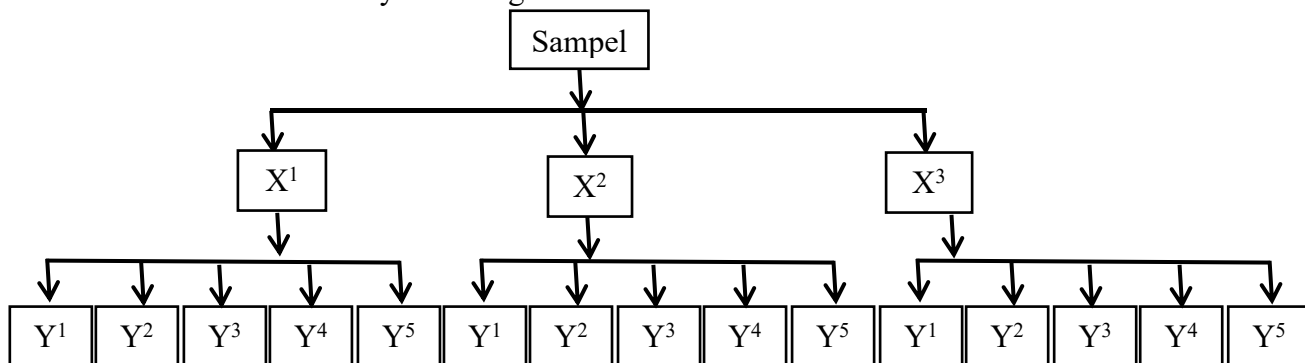 Sampel
X¹ X² X³
Y¹ Y² Y³ Y⁴ Y⁵ Y¹ Y² Y³ Y⁴ Y⁵ Y¹ Y² Y³ Y⁴ Y⁵